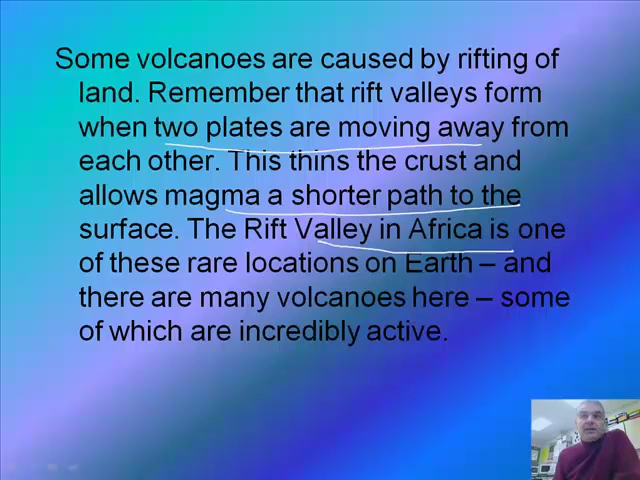 Some volcanoes are caused by rifting of
land. Remember that rift valleys form
when two plates are moving away from
each other. This thins the crust and
allows magma a shorter path to the
surface. The Rift Valley in Africa is one
of these rare locations on Earth – and
there are many volcanoes here – some
of which are incredibly active.